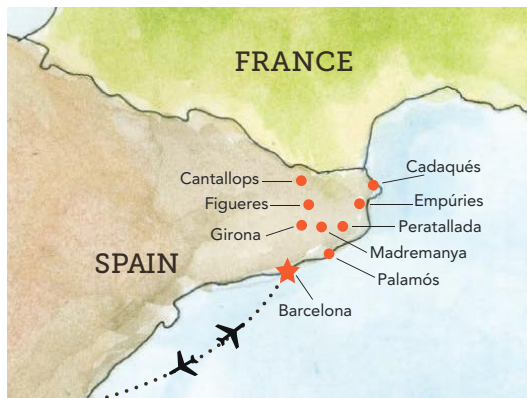 FRANCE
Cadaqués
Cantallops
Empúries
Figueres
Peratallada
Girona
Madremanya
SPAIN
Palamós
Barcelona